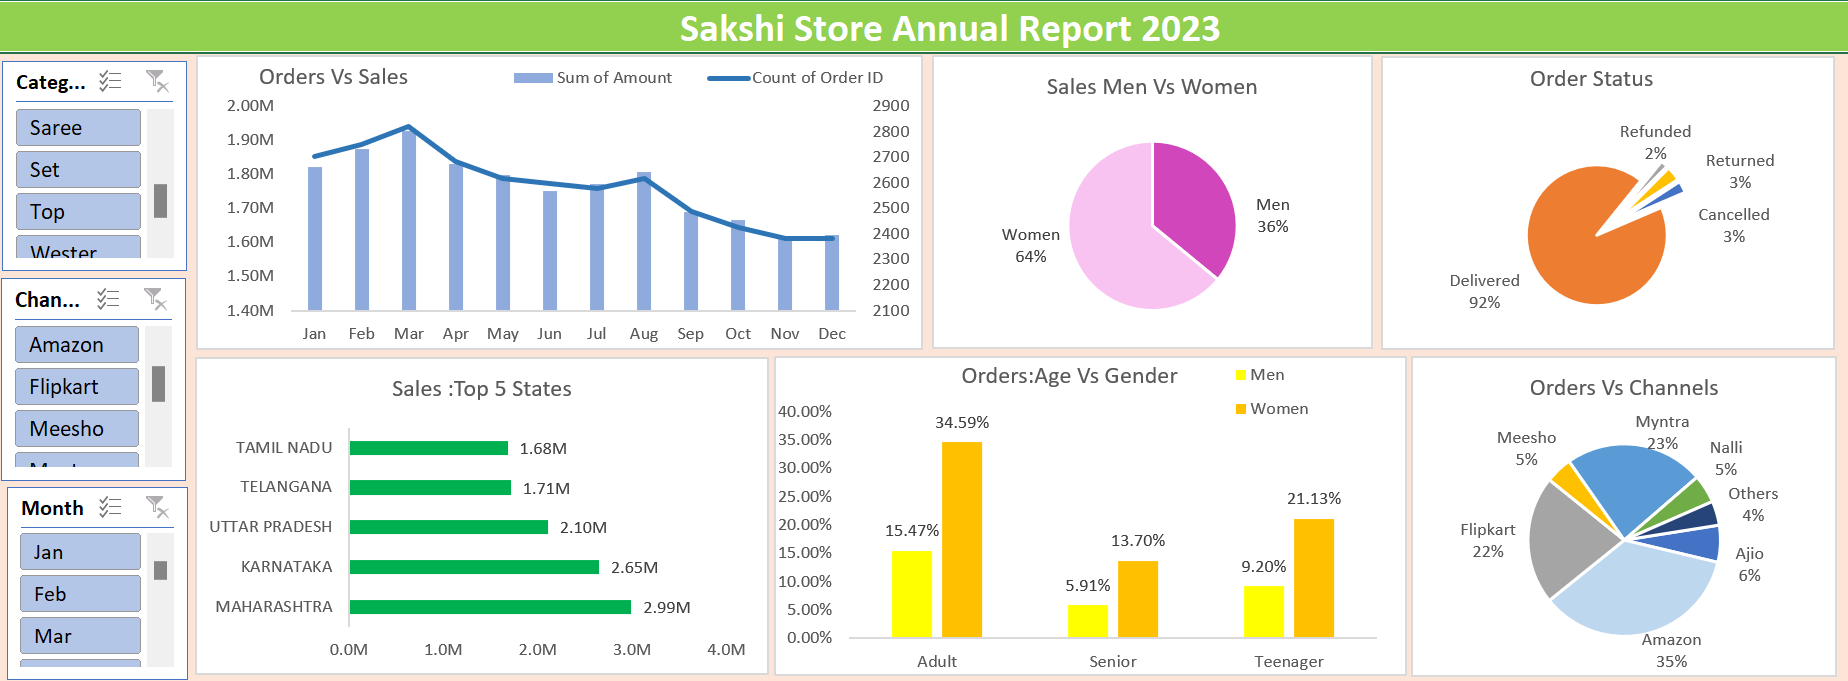 Sakshi Store Annual Report 2023
Categ...
Saree
Set
Top
Wester
Chan...
Amazon
Flipkart
Meesho
Month
Jan
Feb
Mar
Orders Vs Sales
Sum of Amount
Count of Order ID
2.00M
1.90M
1.80M
1.70M
1.60M
1.50M
1.40M
2900
2800
2700
2600
2500
2400
2300
2200
2100
Jan Feb Mar Apr May Jun Jul Aug Sep Oct Nov Dec
Sales Men Vs Women
Men
36%
Women
64%
Order Status
Refunded
2%
Returned
3%
Cancelled
3%
Delivered
92%
Sales :Top 5 States
TAMIL NADU 1.68M
TELANGANA 1.71M
UTTAR PRADESH 2.10M
KARNATAKA 2.65M
MAHARASHTRA 2.99M
0.0M 1.0M 2.0M 3.0M 4.0M
Orders:Age Vs Gender
Men
Women
40.00%
35.00%
30.00%
25.00%
20.00%
15.00%
10.00%
5.00%
0.00%
15.47%
34.59%
5.91%
13.70%
9.20%
21.13%
Adult Senior Teenager
Orders Vs Channels
Myntra
23%
Meesho
5%
Nalli
5%
Others
4%
Flipkart
22%
Ajio
6%
Amazon
35%